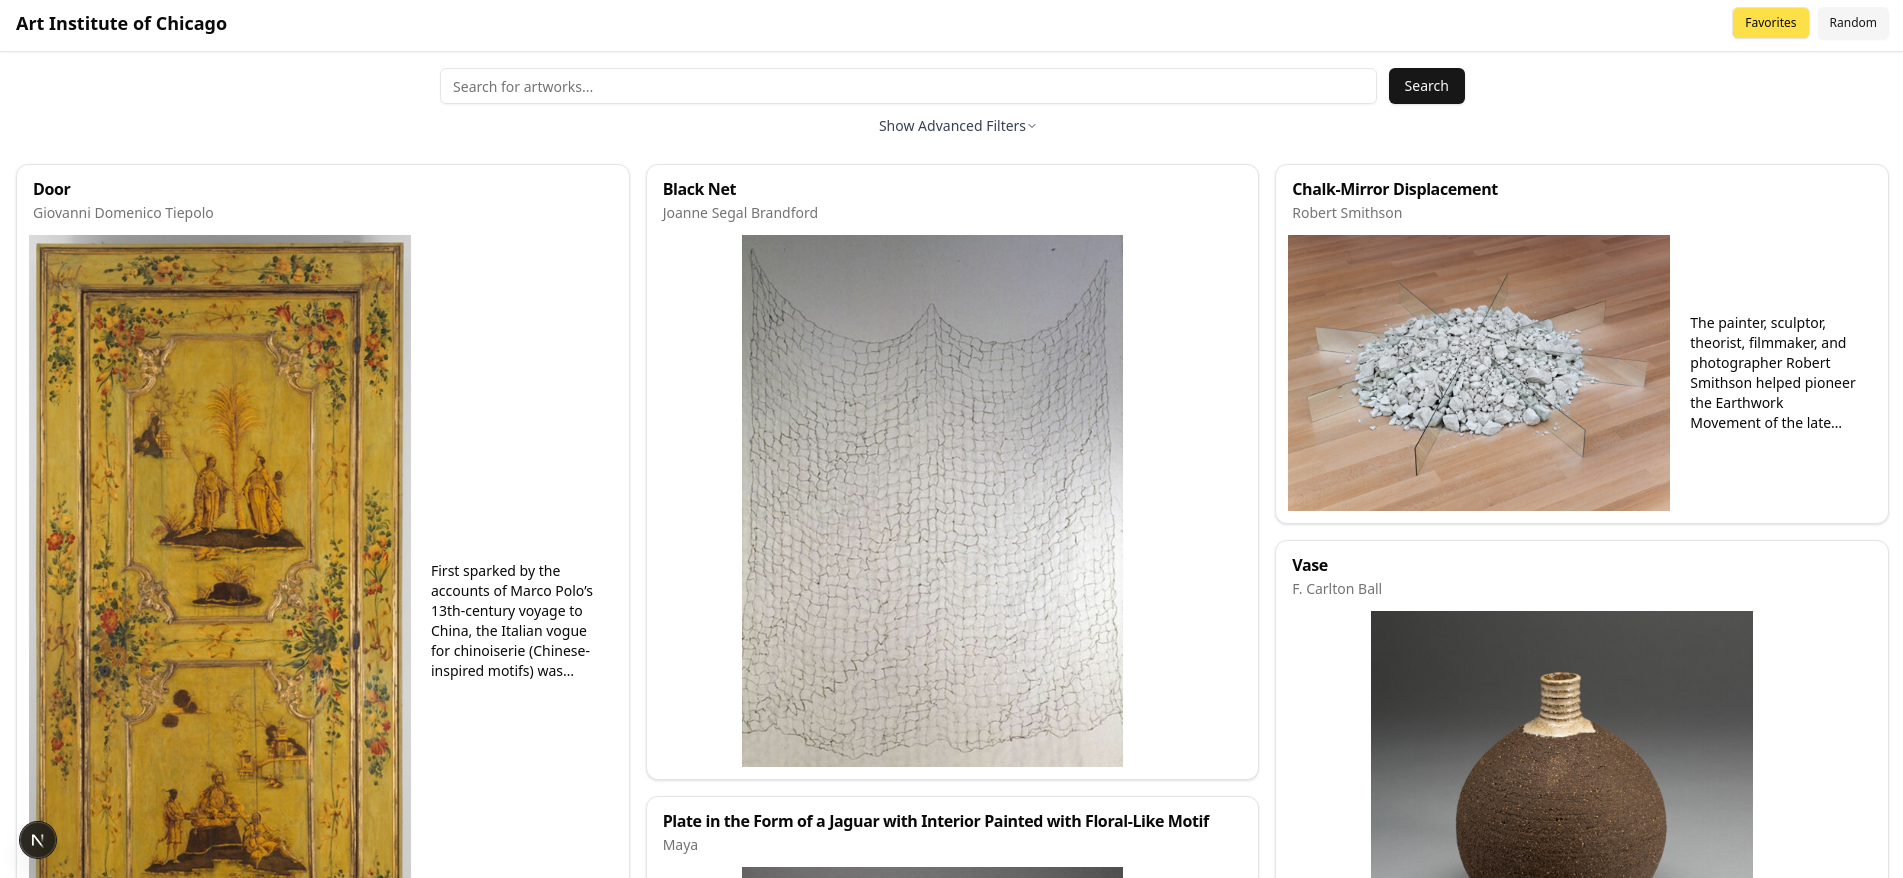 Art Institute of Chicago
Favorites
Random
Search for artworks...
Search
Show Advanced Filters
Door
Giovanni Domenico Tiepolo
First sparked by the
accounts of Marco Polo’s
13th-century voyage to
China, the Italian vogue
for chinoiserie (Chinese-
inspired motifs) was...
Black Net
Joanne Segal Brandford
Plate in the Form of a Jaguar with Interior Painted with Floral-Like Motif
Maya
Chalk-Mirror Displacement
Robert Smithson
The painter, sculptor,
theorist, filmmaker, and
photographer Robert
Smithson helped pioneer
the Earthwork
Movement of the late...
Vase
F. Carlton Ball
N